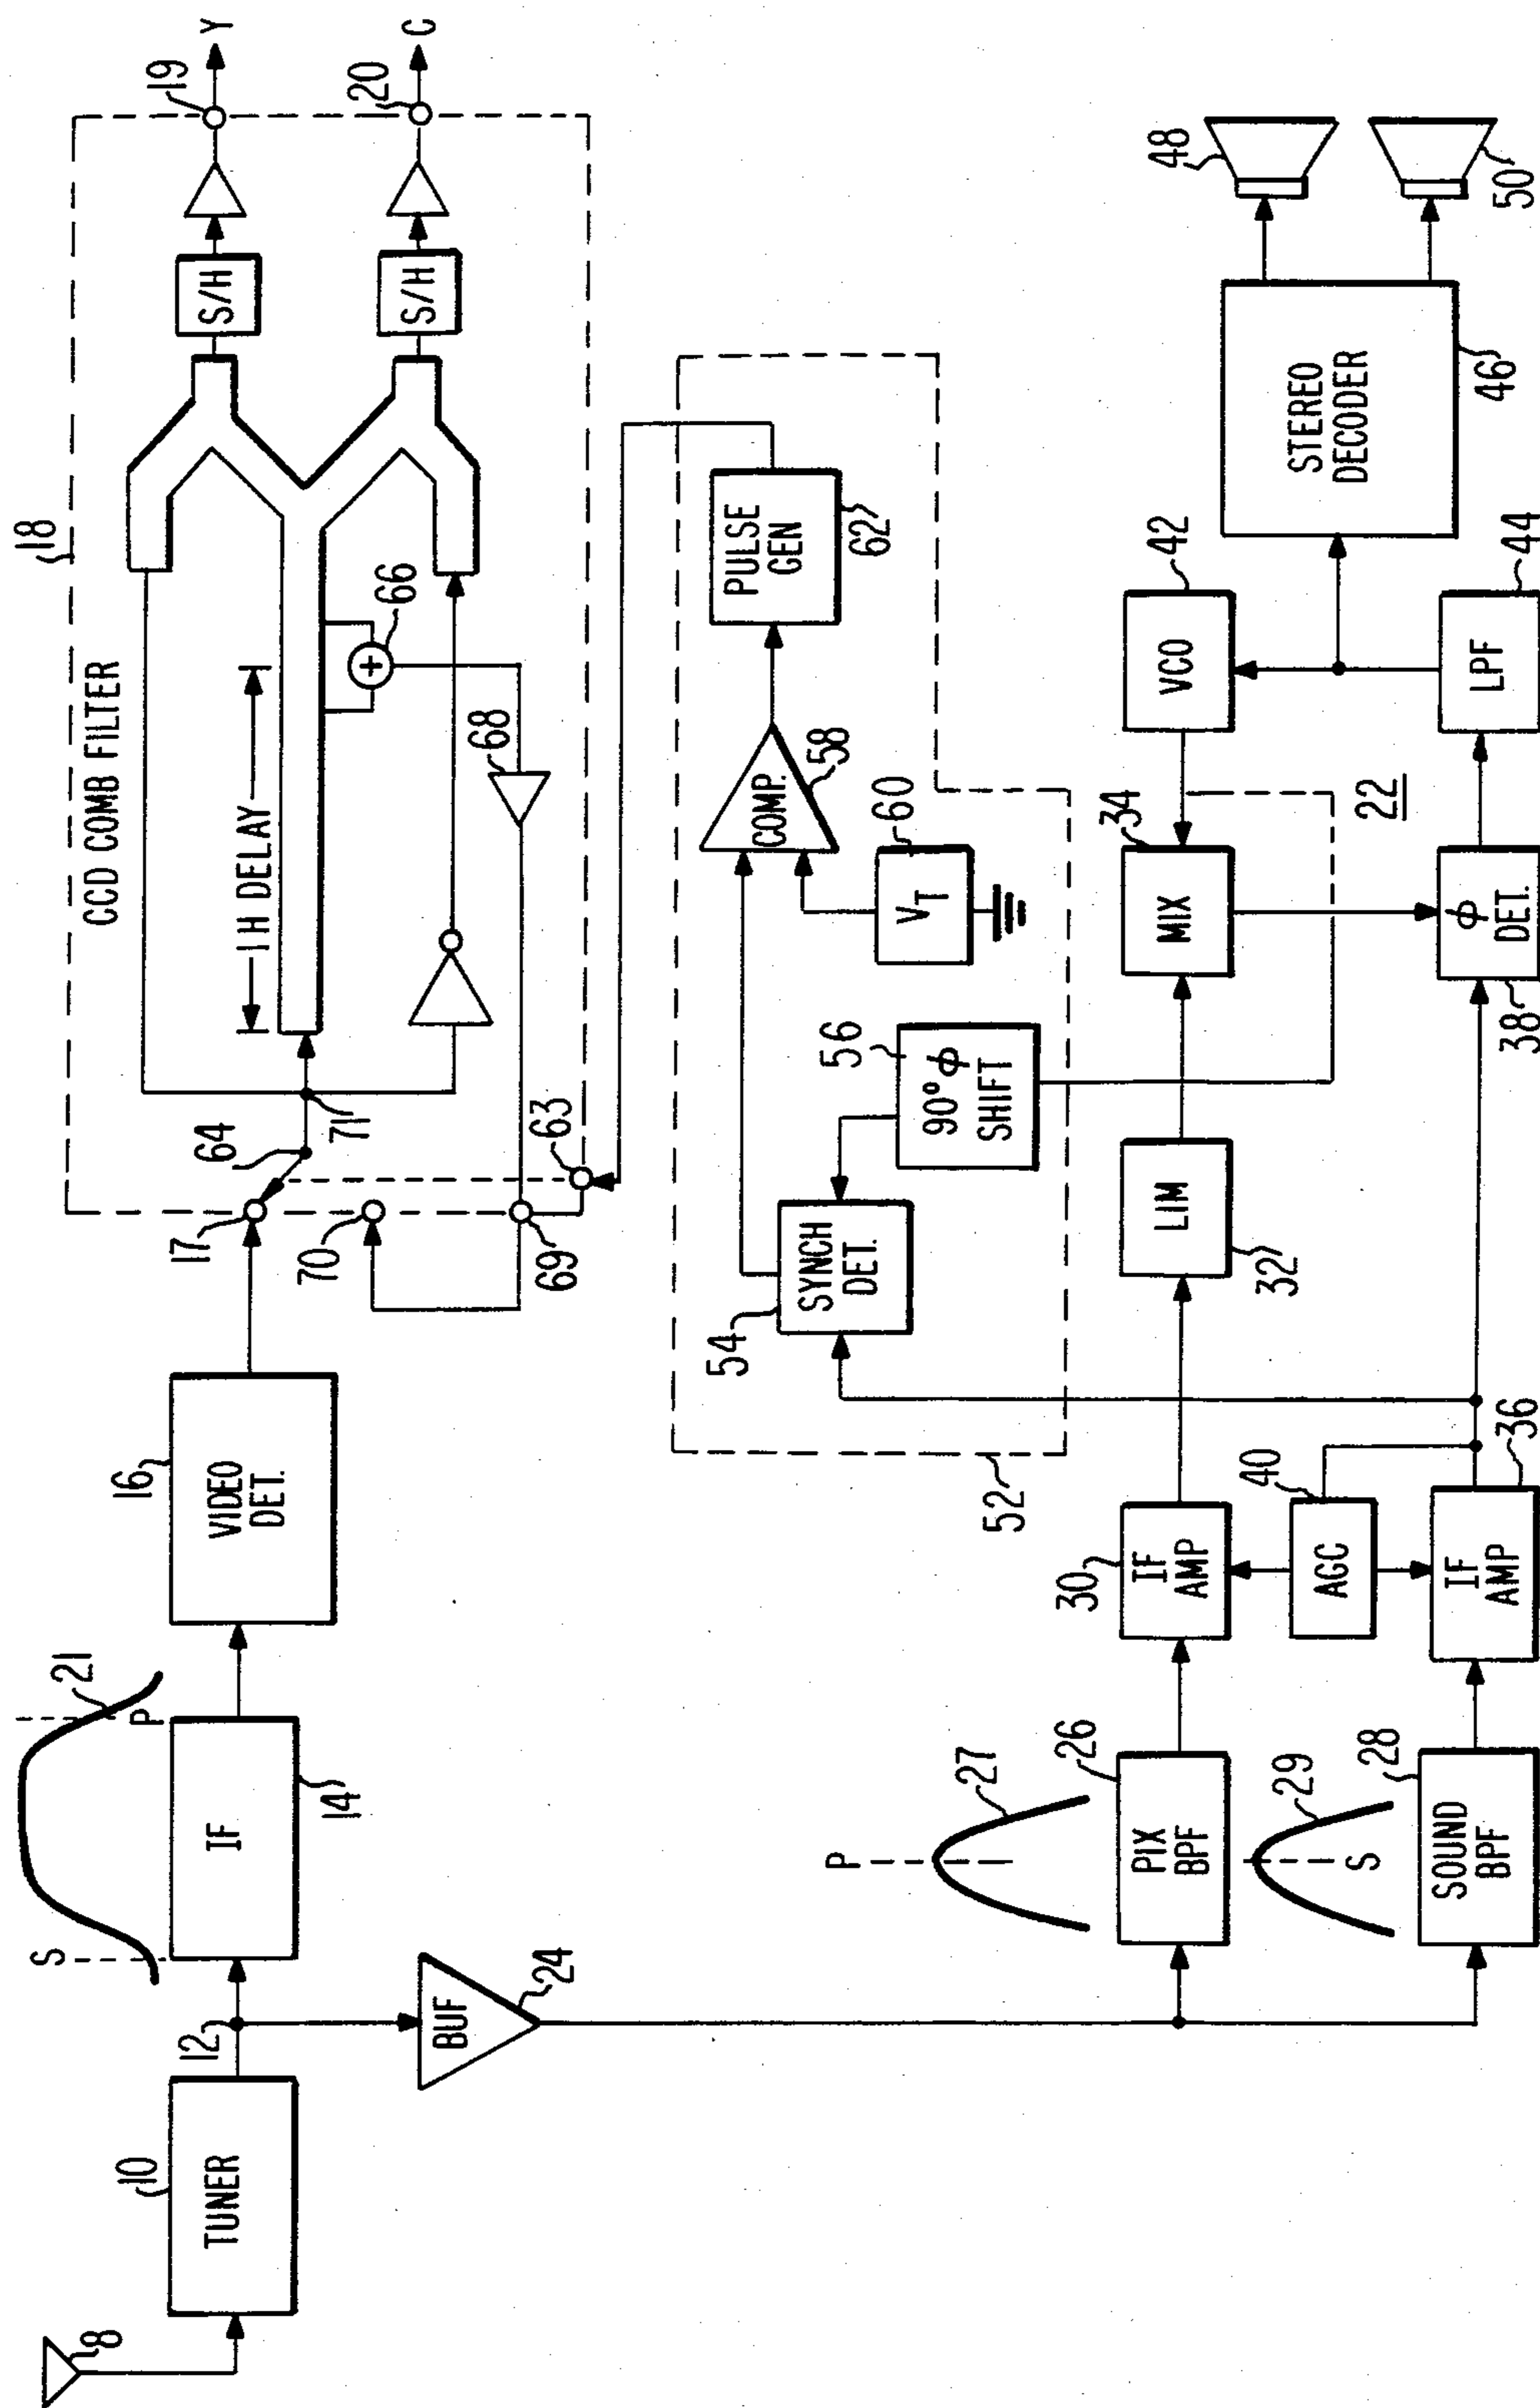 8
10
TUNER
12
S
21
P
IF
14
16
VIDEO
DET.
17
64
71
70
69
63
18
CCD COMB FILTER
1H DELAY
66
68
S/H
S/H
19
Y
20
C
BUF
24
52
54
SYNCH
DET.
56
90° ϕ
SHIFT
COMP.
58
VT
60
PULSE
GEN
62
P
27
26
PIX
BPF
30
IF
AMP
LIM
32
34
MIX
42
VCO
22
STEREO
DECODER
46
48
50
29
S
28
SOUND
BPF
40
AGC
36
IF
AMP
ϕ
DET.
38
LPF
44